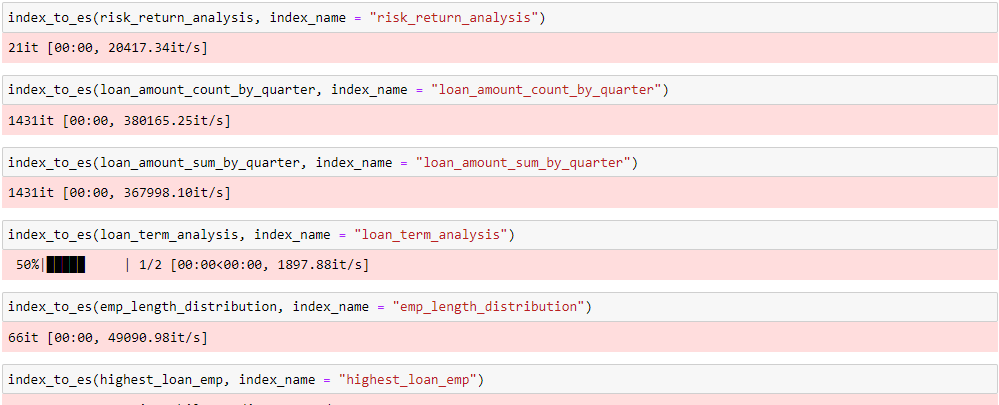 index_to_es(risk_return_analysis, index_name = "risk_return_analysis")
21it [00:00, 20417.34it/s]
index_to_es(loan_amount_count_by_quarter, index_name = "loan_amount_count_by_quarter")
1431it [00:00, 380165.25it/s]
index_to_es(loan_amount_sum_by_quarter, index_name = "loan_amount_sum_by_quarter")
1431it [00:00, 367998.10it/s]
index_to_es(loan_term_analysis, index_name = "loan_term_analysis")
50%|█████     | 1/2 [00:00<00:00, 1897.88it/s]
index_to_es(emp_length_distribution, index_name = "emp_length_distribution")
66it [00:00, 49090.98it/s]
index_to_es(highest_loan_emp, index_name = "highest_loan_emp")